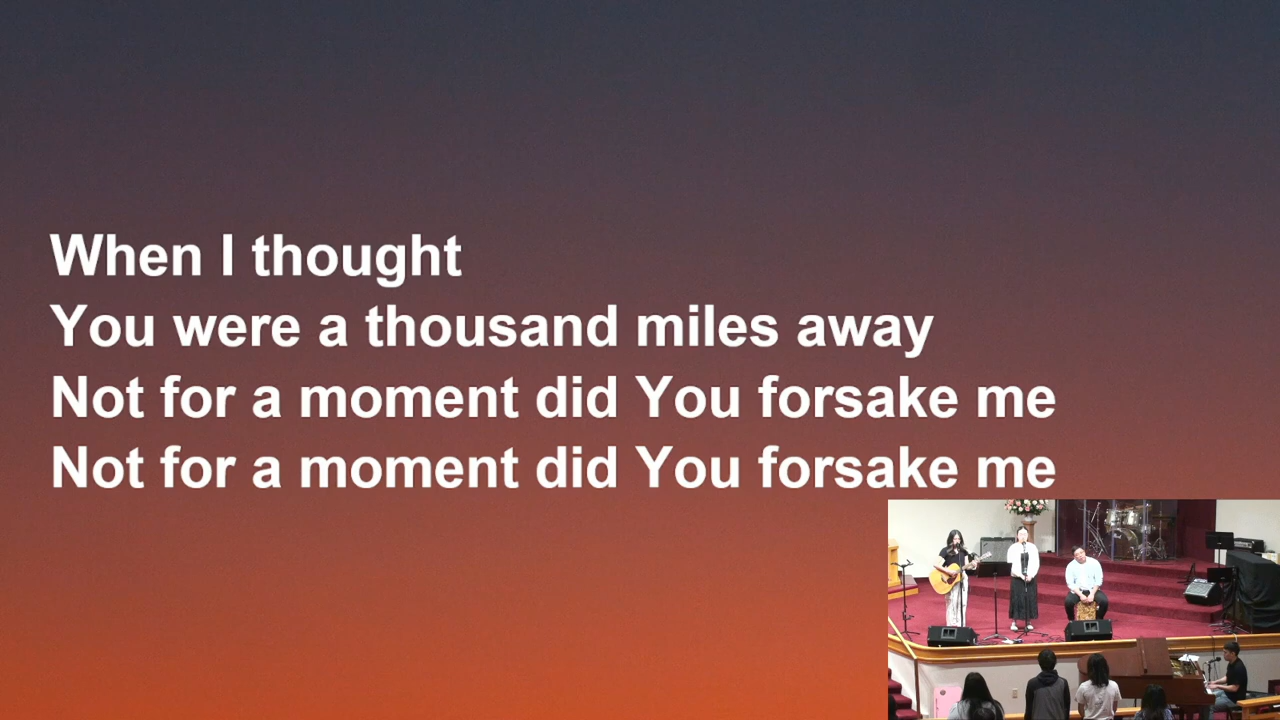 When I thought
You were a thousand miles away
Not for a moment did You forsake me
Not for a moment did You forsake me